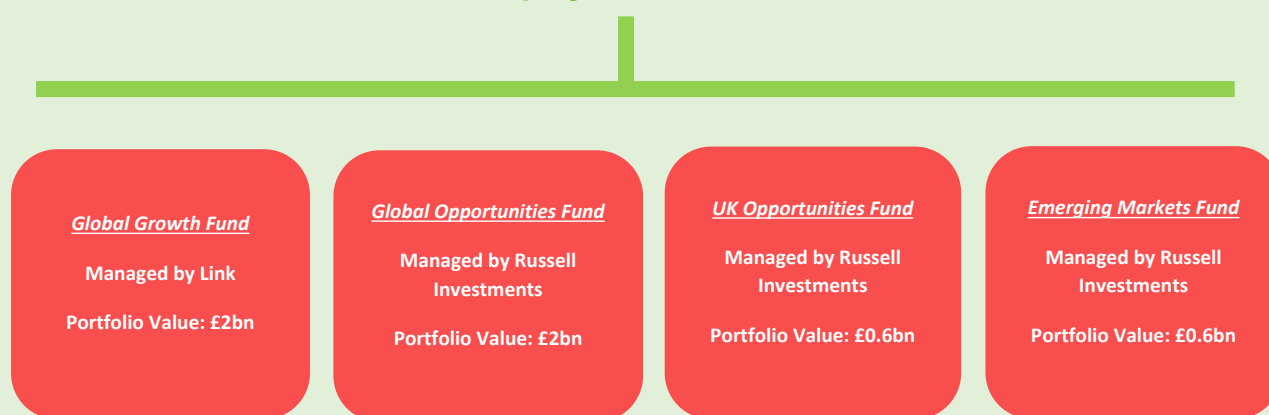 Global Growth Fund
Managed by Link
Portfolio Value: £2bn
Global Opportunities Fund
Managed by Russell
Investments
Portfolio Value: £2bn
UK Opportunities Fund
Managed by Russell
Investments
Portfolio Value: £0.6bn
Emerging Markets Fund
Managed by Russell
Investments
Portfolio Value: £0.6bn